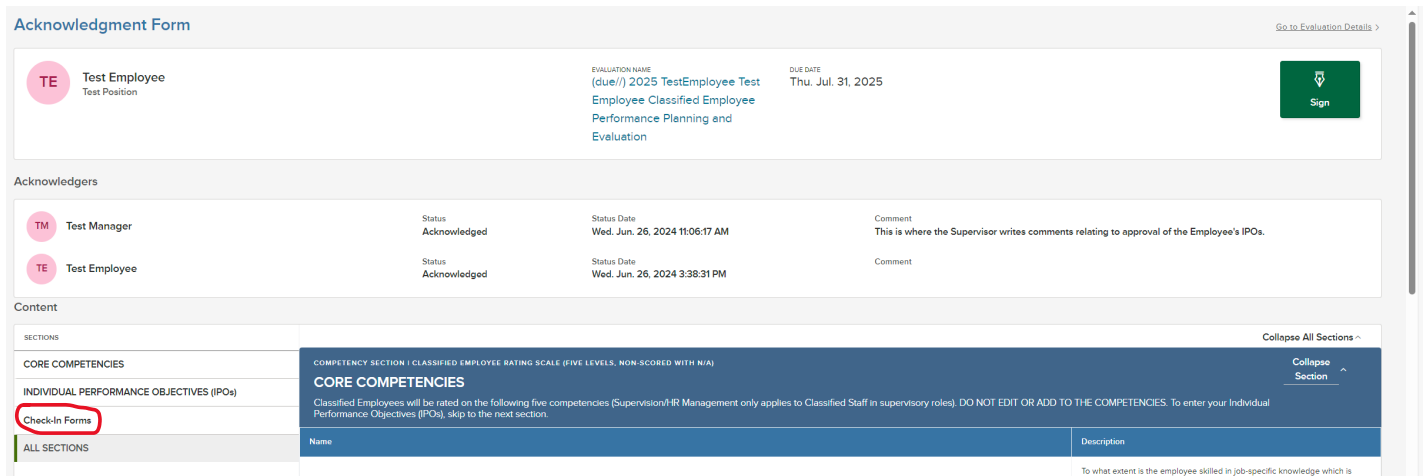 Acknowledgment Form
Go to Evaluation Details >
TE
Test Employee
Test Position
EVALUATION NAME
(due//) 2025 TestEmployee Test
Employee Classified Employee
Performance Planning and
Evaluation
DUE DATE
Thu. Jul. 31, 2025
Sign
Acknowledgers
TM
Test Manager
Status
Acknowledged
Status Date
Wed. Jun. 26, 2024 11:06:17 AM
Comment
This is where the Supervisor writes comments relating to approval of the Employee's IPOs.
TE
Test Employee
Status
Acknowledged
Status Date
Wed. Jun. 26, 2024 3:38:31 PM
Comment
Content
SECTIONS
CORE COMPETENCIES
INDIVIDUAL PERFORMANCE OBJECTIVES (IPOs)
Check-In Forms
ALL SECTIONS
Collapse All Sections
COMPETENCY SECTION | CLASSIFIED EMPLOYEE RATING SCALE (FIVE LEVELS, NON-SCORED WITH N/A)
CORE COMPETENCIES
Collapse
Section
Classified Employees will be rated on the following five competencies (Supervision/HR Management only applies to Classified Staff in supervisory roles). DO NOT EDIT OR ADD TO THE COMPETENCIES. To enter your Individual
Performance Objectives (IPOs), skip to the next section.
Name
Description
To what extent is the employee skilled in job-specific knowledge which is